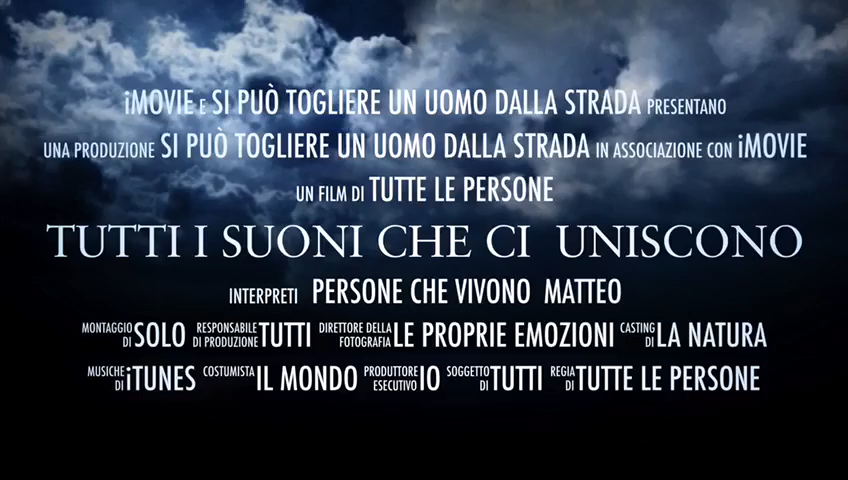 iMOVIE E SI PUÒ TOGLIERE UN UOMO DALLA STRADA PRESENTANO
UNA PRODUZIONE SI PUÒ TOGLIERE UN UOMO DALLA STRADA IN ASSOCIAZIONE CON iMOVIE
UN FILM DI TUTTE LE PERSONE
TUTTI I SUONI CHE CI UNISCONO
INTERPRETI PERSONE CHE VIVONO MATTEO
MONTAGGIO DI SOLO RESPONSABILE DI PRODUZIONE TUTTI DIRETTORE DELLA FOTOGRAFIA LE PROPRIE EMOZIONI CASTING DI LA NATURA
MUSICHE DI iTUNES COSTUMISTA IL MONDO PRODUTTORE ESECUTIVO IO SOGGETTO DI TUTTI REGIA DI TUTTE LE PERSONE